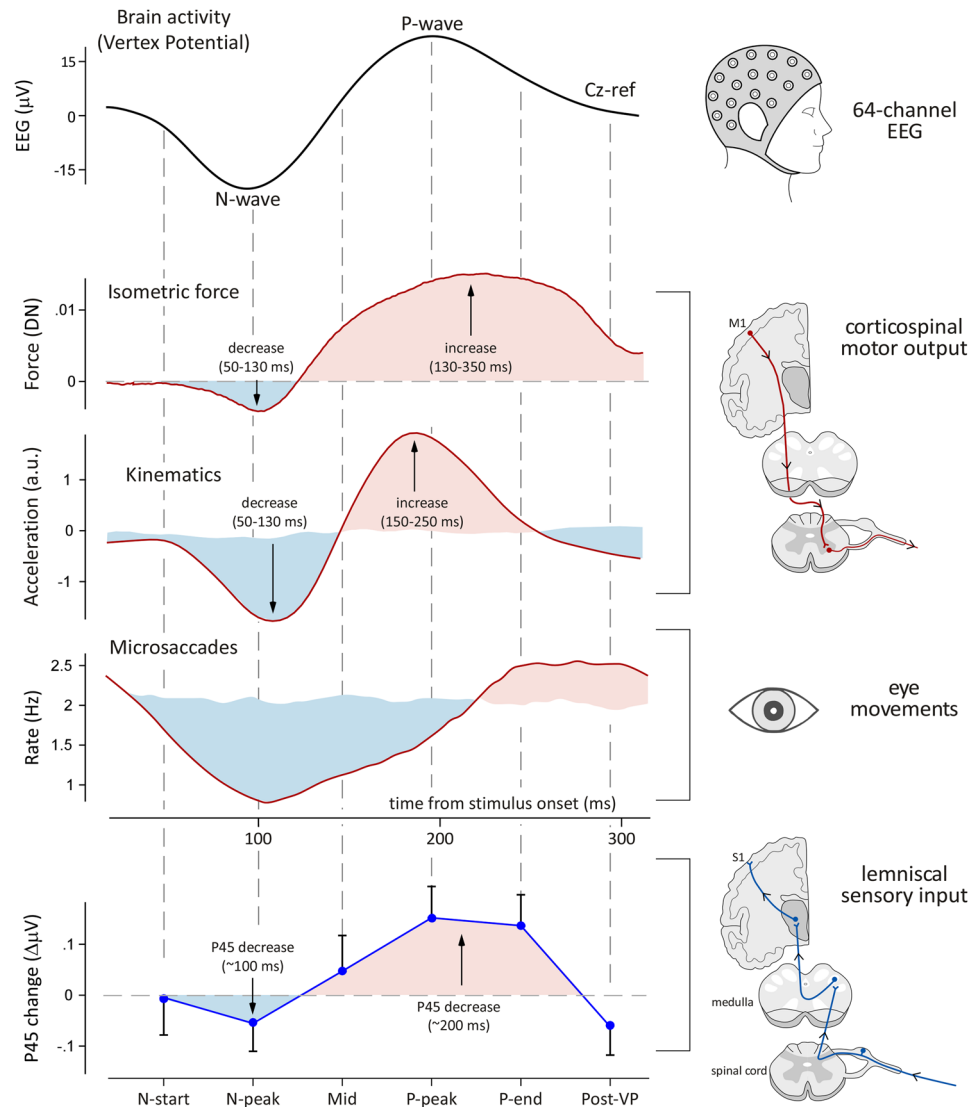 Brain activity
(Vertex Potential)
P-wave
N-wave
Cz-ref
EEG (µV)
15
0
-15
64-channel
EEG
Isometric force
Force (DN)
.01
0
decrease
(50-130 ms)
increase
(130-350 ms)
M1
corticospinal
motor output
Kinematics
Acceleration (a.u.)
1
0
-1
decrease
(50-130 ms)
increase
(150-250 ms)
Microsaccades
Rate (Hz)
2.5
2
1.5
1
eye
movements
time from stimulus onset (ms)
100
200
300
P45 change (ΔµV)
.1
0
-.1
P45 decrease
(~100 ms)
P45 decrease
(~200 ms)
N-start
N-peak
Mid
P-peak
P-end
Post-VP
S1
lemniscal
sensory input
medulla
spinal cord